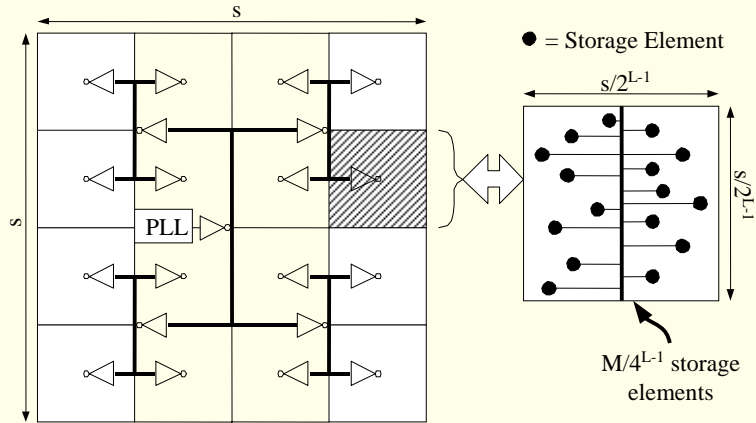 s
s
PLL
● = Storage Element
s/2^{L-1}
s/2^{L-1}
M/4^{L-1} storage
elements